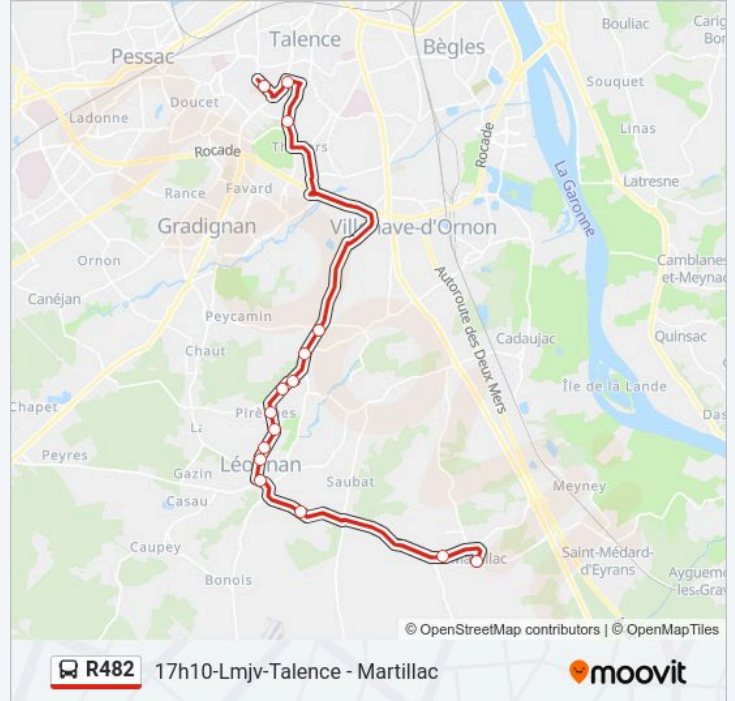 Talence
Bouliac
Carig
Bor
Pessac
Bègles
Souquet
Doucet
Ladonne
Linas
Rocade
Rocade
Rance
Favard
Latresne
La Garonne
Gradignan
d'Ornon
Ornon
Camblanes
-et-Meynac
Canéjan
Autoroute des Deux Mers
Peycamin
Cadaujac
Quinsac
Chaut
Île de la Lande
Chapet
Das
Peyres
Gazin
Saubat
Meyney
Casau
Caupey
Saint-Médard-
d'Eyrans
Bonois
Aygueme
les-Grav
© OpenStreetMap contributors | © OpenMapTiles
R482 17h10-Lmjv-Talence - Martillac
moovit